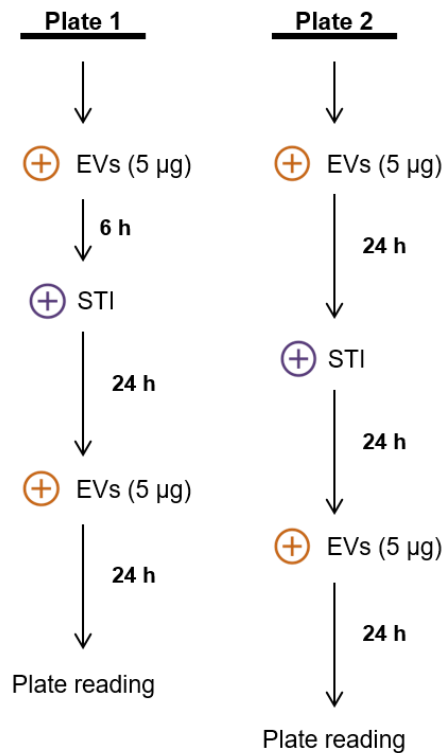 Plate 1
EVs (5 µg)
6 h
STI
24 h
EVs (5 µg)
24 h
Plate reading
Plate 2
EVs (5 µg)
24 h
STI
24 h
EVs (5 µg)
24 h
Plate reading